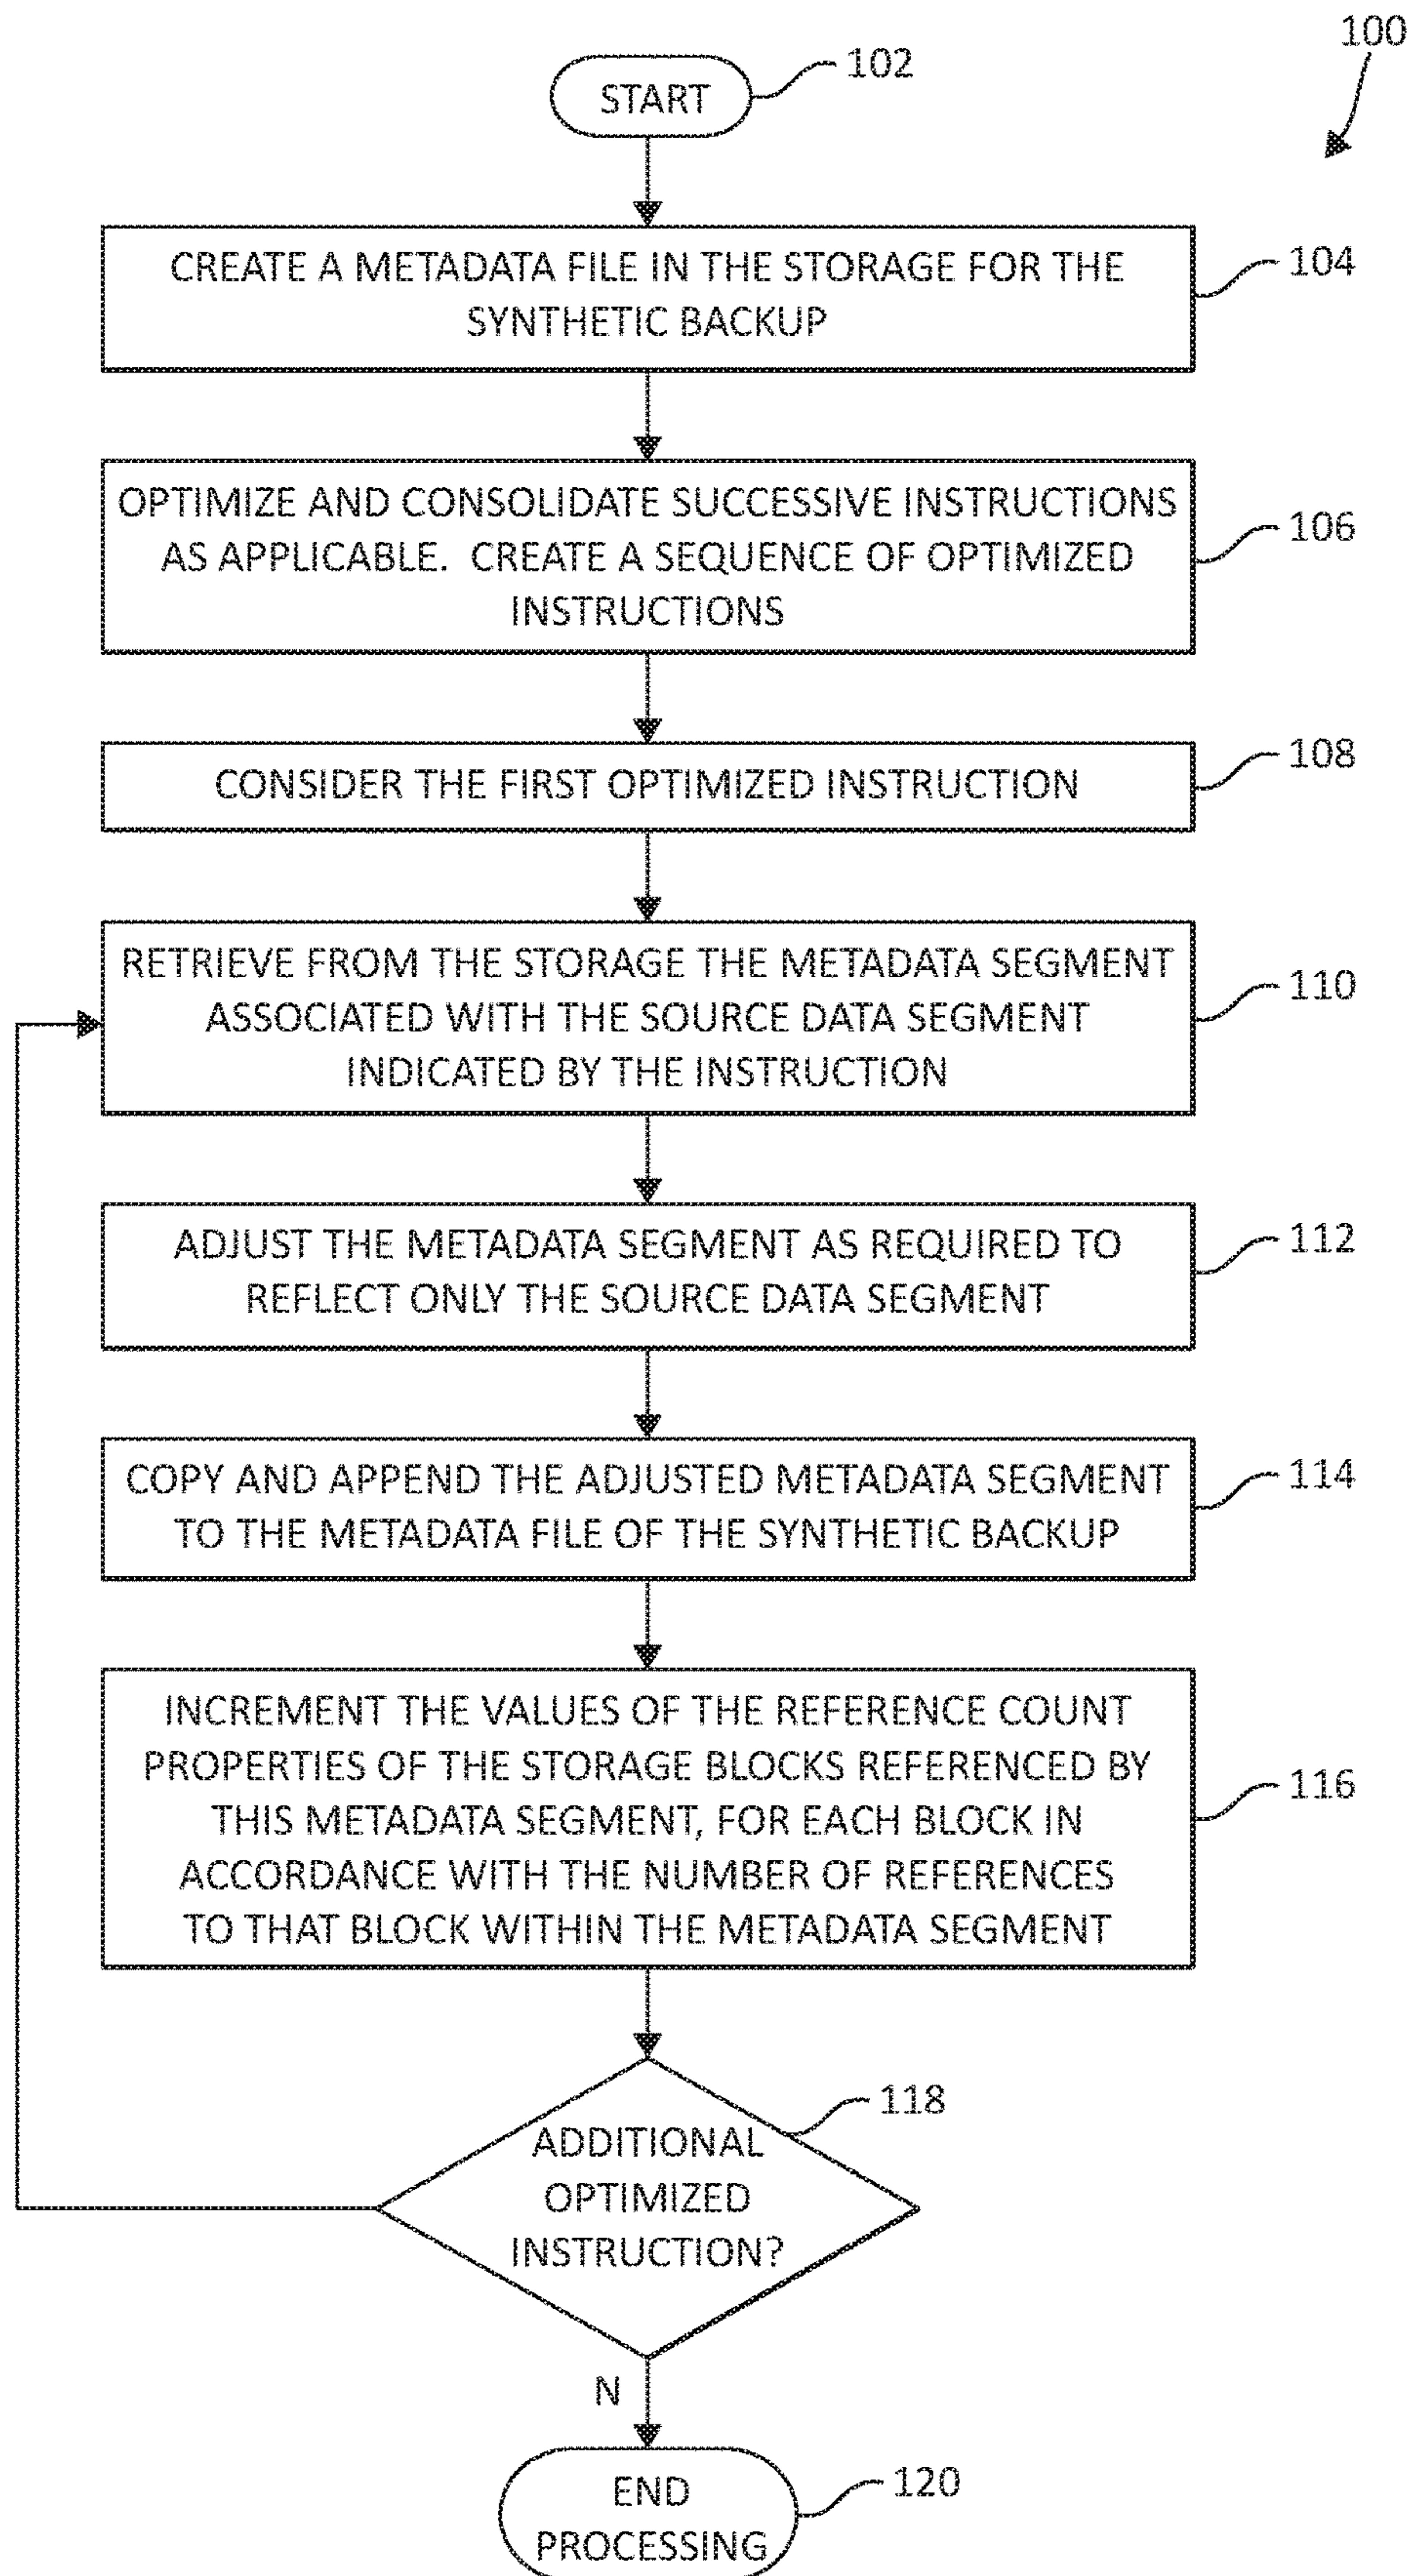 100
START
102
CREATE A METADATA FILE IN THE STORAGE FOR THE
SYNTHETIC BACKUP
104
OPTIMIZE AND CONSOLIDATE SUCCESSIVE INSTRUCTIONS
AS APPLICABLE. CREATE A SEQUENCE OF OPTIMIZED
INSTRUCTIONS
106
CONSIDER THE FIRST OPTIMIZED INSTRUCTION
108
RETRIEVE FROM THE STORAGE THE METADATA SEGMENT
ASSOCIATED WITH THE SOURCE DATA SEGMENT
INDICATED BY THE INSTRUCTION
110
ADJUST THE METADATA SEGMENT AS REQUIRED TO
REFLECT ONLY THE SOURCE DATA SEGMENT
112
COPY AND APPEND THE ADJUSTED METADATA SEGMENT
TO THE METADATA FILE OF THE SYNTHETIC BACKUP
114
INCREMENT THE VALUES OF THE REFERENCE COUNT
PROPERTIES OF THE STORAGE BLOCKS REFERENCED BY
THIS METADATA SEGMENT, FOR EACH BLOCK IN
ACCORDANCE WITH THE NUMBER OF REFERENCES
TO THAT BLOCK WITHIN THE METADATA SEGMENT
116
ADDITIONAL
OPTIMIZED
INSTRUCTION?
118
N
END
PROCESSING
120